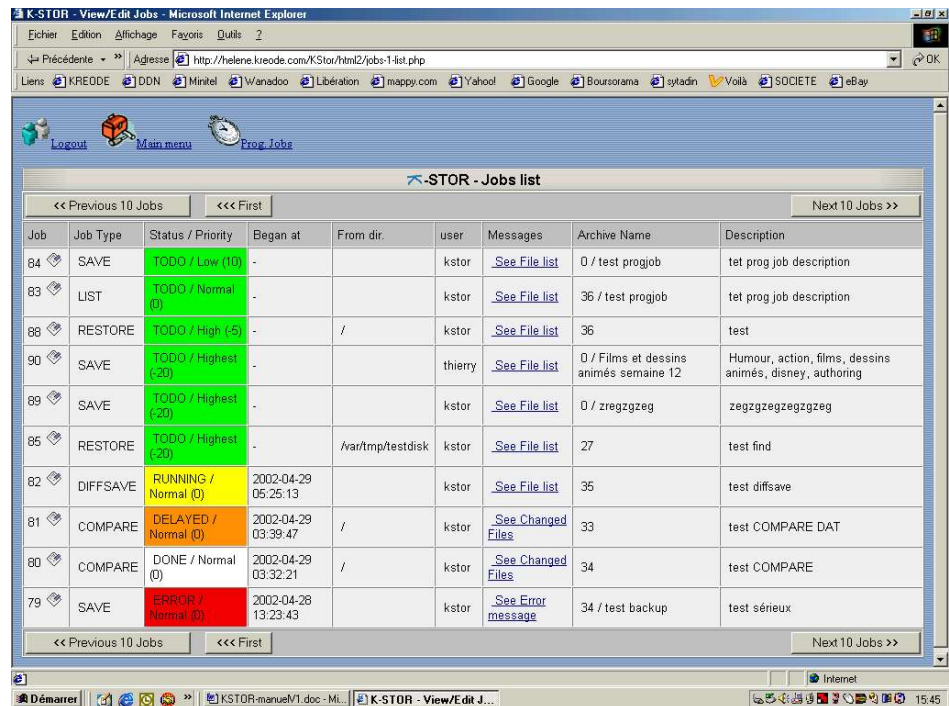 K-STOR - View/Edit Jobs - Microsoft Internet Explorer
Fichier Edition Affichage Favoris Outils ?
Précédente » Adresse http://helene.kreode.com/KStor/html2/jobs-1-list.php OK
Liens KREODE DDN Minitel Wanadoo Libération mappy.com Yahoo! Google Boursorama sytadin Voilà SOCIETE eBay
Logout Main menu Prog. Jobs
K-STOR - Jobs list
<< Previous 10 Jobs <<< First Next 10 Jobs >>
Job Job Type Status / Priority Began at From dir. user Messages Archive Name Description
84 SAVE TODO / Low (10) - kstor See File list 0 / test progjob tet prog job description
83 LIST TODO / Normal (0) - kstor See File list 36 / test progjob tet prog job description
88 RESTORE TODO / High (-5) - / kstor See File list 36 test
90 SAVE TODO / Highest (-20) - thierry See File list 0 / Films et dessins animés semaine 12 Humour, action, films, dessins animés, disney, authoring
89 SAVE TODO / Highest (-20) - kstor See File list 0 / zregzgzeg zegzgzegzegzgzeg
85 RESTORE TODO / Highest (-20) - /var/tmp/testdisk kstor See File list 27 test find
82 DIFFSAVE RUNNING / Normal (0) 2002-04-29 05:25:13 kstor See File list 35 test diffsave
81 COMPARE DELAYED / Normal (0) 2002-04-29 03:39:47 / kstor See Changed Files 33 test COMPARE DAT
80 COMPARE DONE / Normal (0) 2002-04-29 03:32:21 / kstor See Changed Files 34 test COMPARE
79 SAVE ERROR / Normal (0) 2002-04-28 13:23:43 kstor See Error message 34 / test backup test sérieux
<< Previous 10 Jobs <<< First Next 10 Jobs >>
Internet
Démarrer » KSTOR-manuelV1.doc - Mi... K-STOR - View/Edit J... 15:45